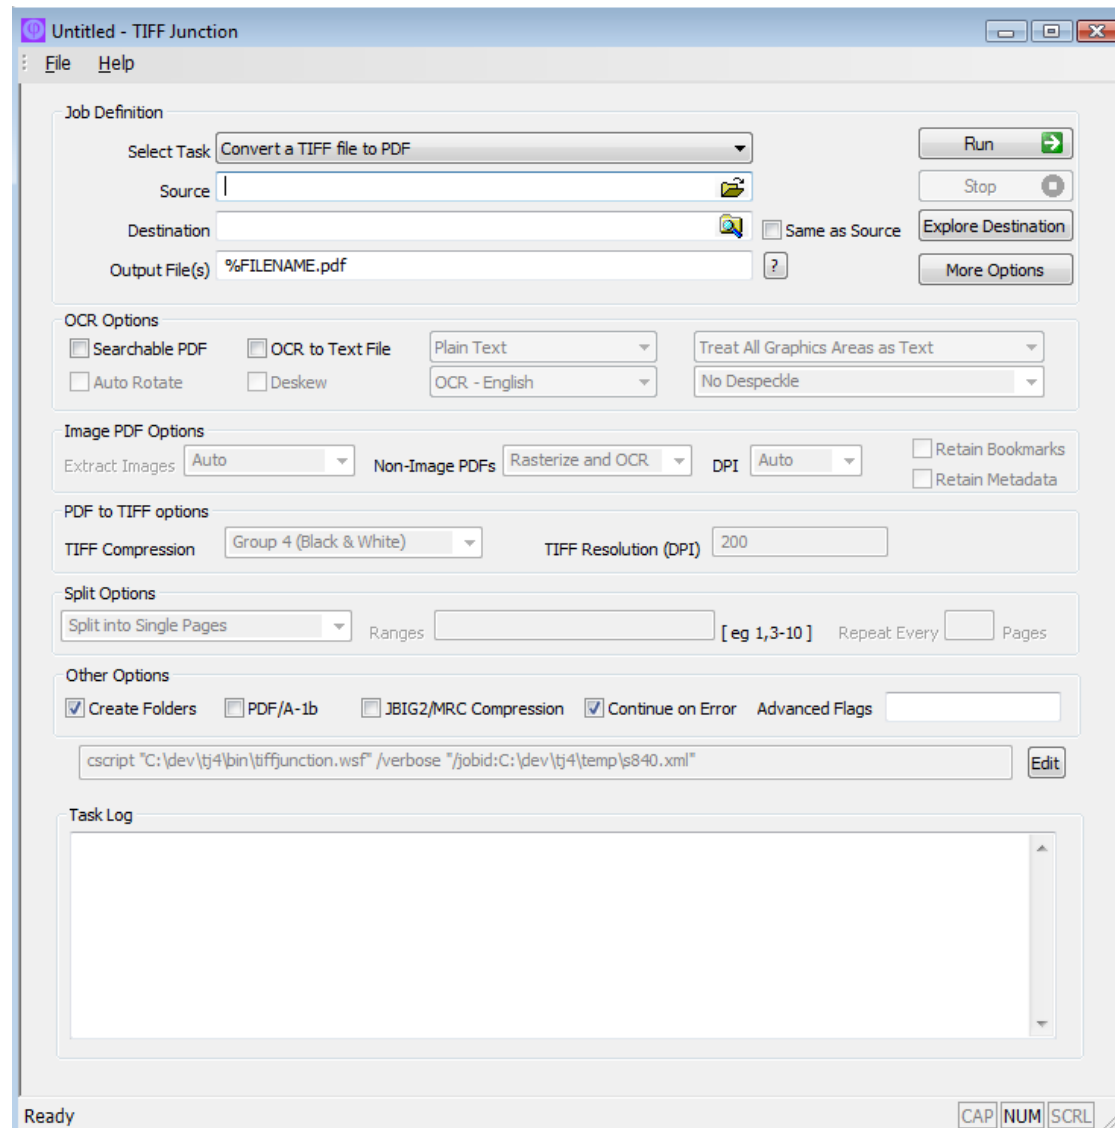 Untitled - TIFF Junction
File Help
Job Definition
Select Task Convert a TIFF file to PDF Run
Source Stop
Destination Same as Source Explore Destination
Output File(s) %FILENAME.pdf ? More Options
OCR Options
Searchable PDF OCR to Text File Plain Text Treat All Graphics Areas as Text
Auto Rotate Deskew OCR - English No Despeckle
Image PDF Options
Extract Images Auto Non-Image PDFs Rasterize and OCR DPI Auto Retain Bookmarks
Retain Metadata
PDF to TIFF options
TIFF Compression Group 4 (Black & White) TIFF Resolution (DPI) 200
Split Options
Split into Single Pages Ranges [ eg 1,3-10 ] Repeat Every Pages
Other Options
Create Folders PDF/A-1b JBIG2/MRC Compression Continue on Error Advanced Flags
cscript "C:\dev\tj4\bin\tiffjunction.wsf" /verbose "/jobid:C:\dev\tj4\temp\s840.xml" Edit
Task Log
Ready CAP NUM SCRL